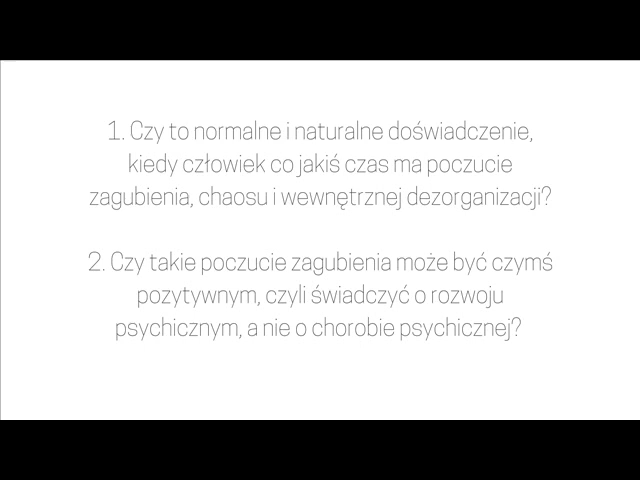 1. Czy to normalne i naturalne doświadczenie,
kiedy człowiek co jakiś czas ma poczucie
zagubienia, chaosu i wewnętrznej dezorganizacji?
2. Czy takie poczucie zagubienia może być czymś
pozytywnym, czyli świadczyć o rozwoju
psychicznym, a nie o chorobie psychicznej?